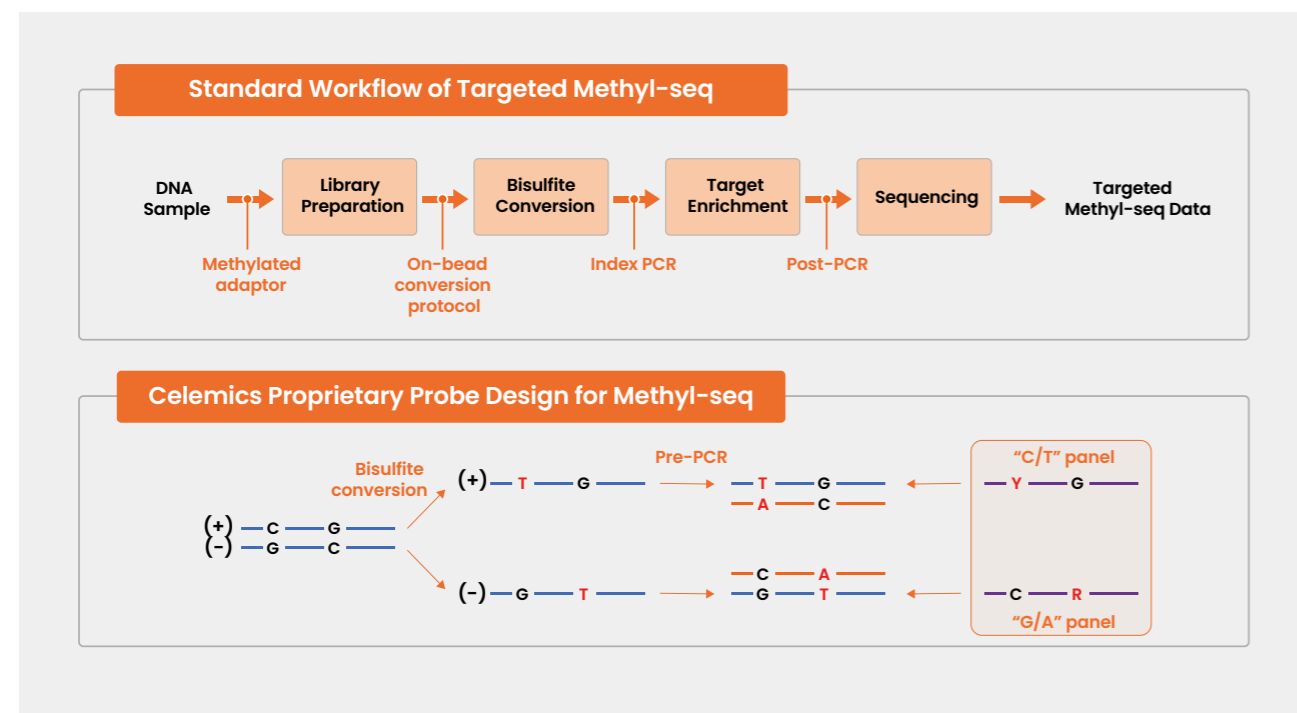 Standard Workflow of Targeted Methyl-seq
DNA
Sample
Library
Preparation
Bisulfite
Conversion
Target
Enrichment
Sequencing
Targeted
Methyl-seq Data
Methylated
adaptor
On-bead
conversion
protocol
Index PCR
Post-PCR
Celemics Proprietary Probe Design for Methyl-seq
Bisulfite
conversion
Pre-PCR
"C/T" panel
(+) C G
(-) G C
(+) T G
T G
A C
Y G
(-) G T
C A
G T
C R
"G/A" panel